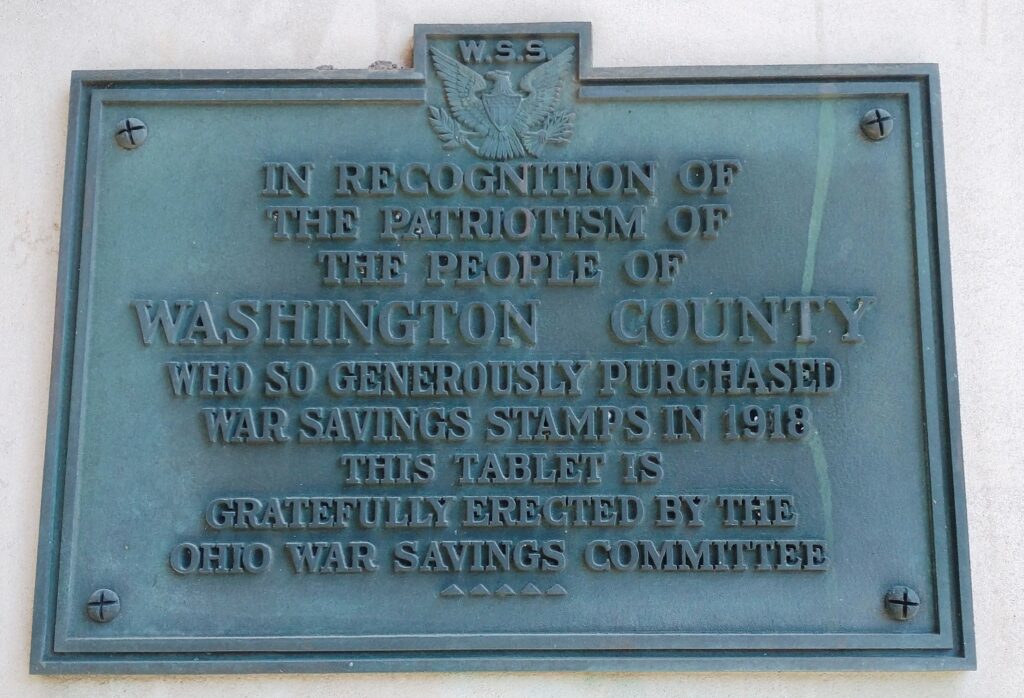 W.S.S.
IN RECOGNITION OF
THE PATRIOTISM OF
THE PEOPLE OF
WASHINGTON COUNTY
WHO SO GENEROUSLY PURCHASED
WAR SAVINGS STAMPS IN 1918
THIS TABLET IS
GRATEFULLY ERECTED BY THE
OHIO WAR SAVINGS COMMITTEE